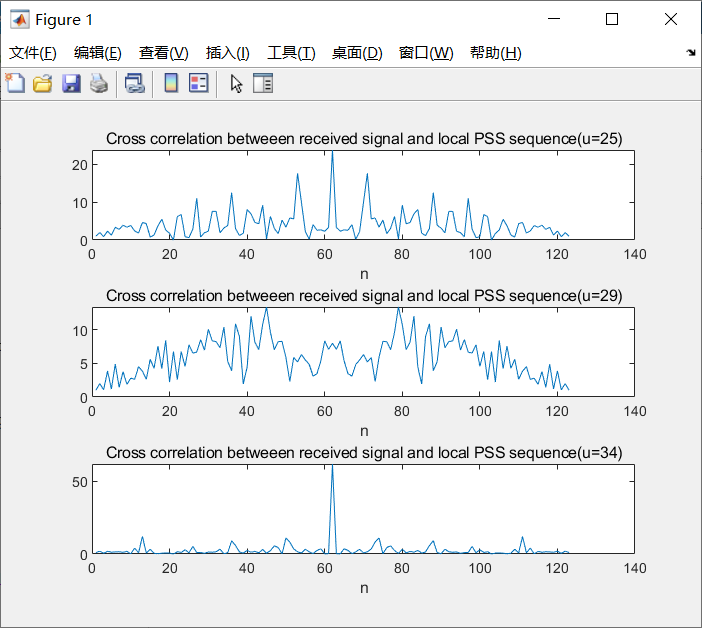 Figure 1
文件(F) 编辑(E) 查看(V) 插入(I) 工具(T) 桌面(D) 窗口(W) 帮助(H)
Cross correlation betweeen received signal and local PSS sequence(u=25)
20
10
0
0 20 40 60 80 100 120 140
n
Cross correlation betweeen received signal and local PSS sequence(u=29)
10
5
0
0 20 40 60 80 100 120 140
n
Cross correlation betweeen received signal and local PSS sequence(u=34)
50
0
0 20 40 60 80 100 120 140
n